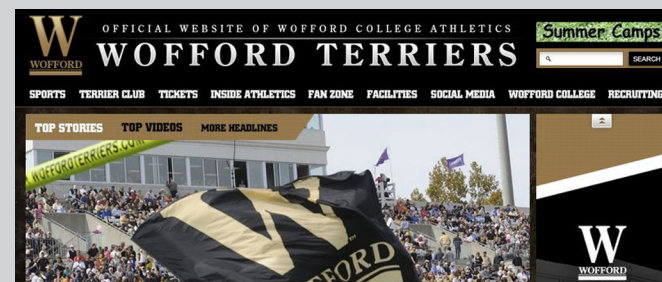 W
WOFFORD
OFFICIAL WEBSITE OF WOFFORD COLLEGE ATHLETICS
WOFFORD TERRIERS
Summer Camps
SEARCH
SPORTS TERRIER CLUB TICKETS INSIDE ATHLETICS FAN ZONE FACILITIES SOCIAL MEDIA WOFFORD COLLEGE RECRUITING
TOP STORIES TOP VIDEOS MORE HEADLINES
WOFFORDTERRIERS.COM
W
WOFFORD
W
WOFFORD